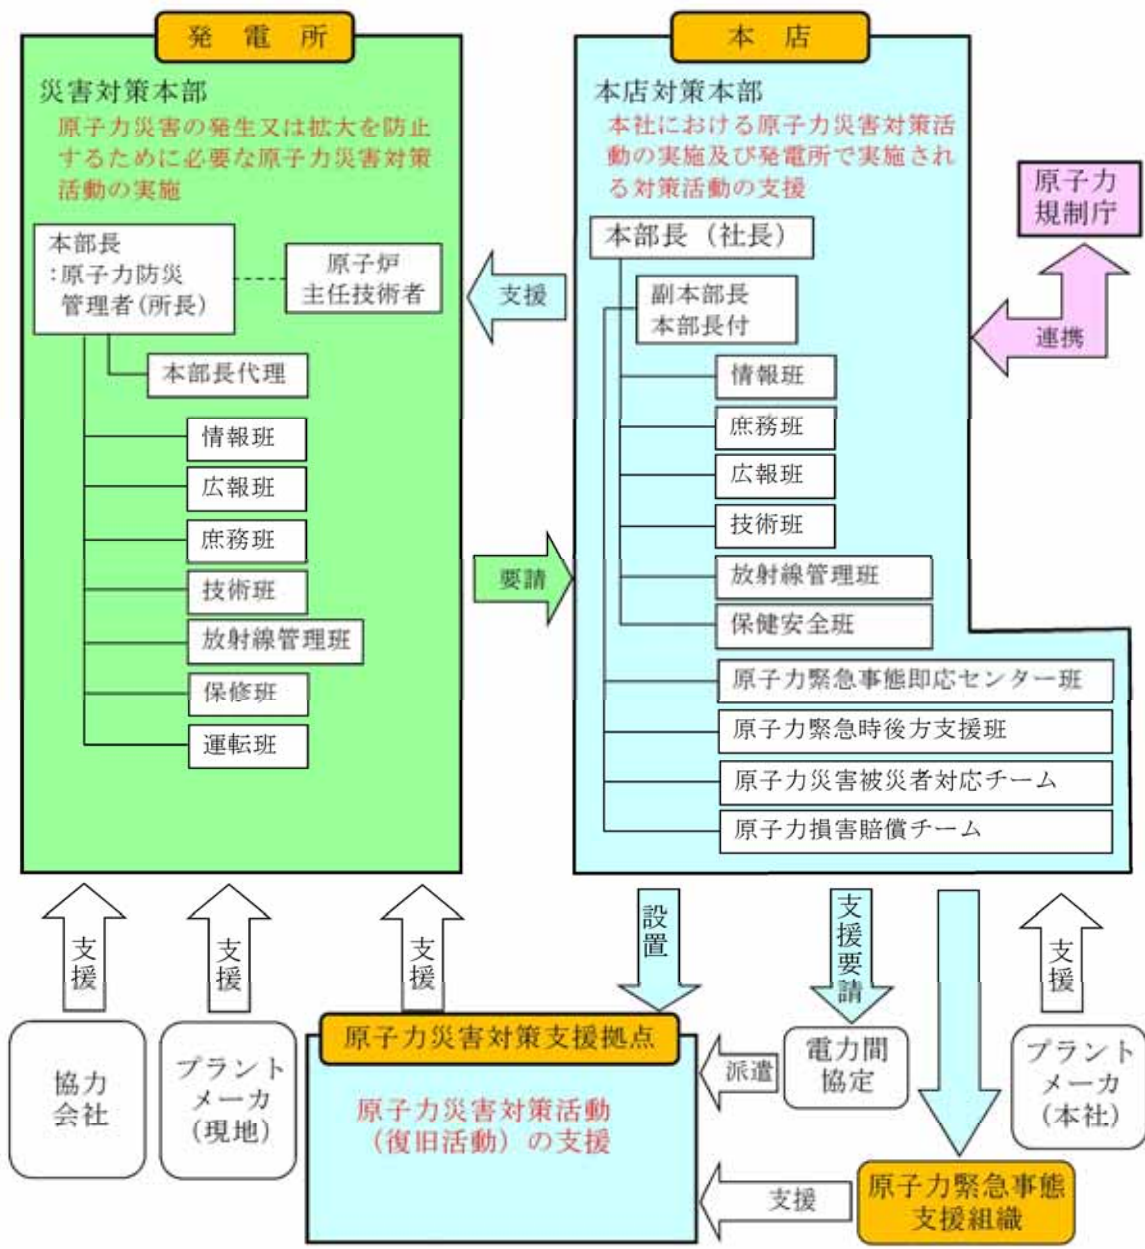 発電所
災害対策本部
原子力災害の発生又は拡大を防止
するために必要な原子力災害対策
活動の実施
本部長
:原子力防災
管理者(所長)
原子炉
主任技術者
本部長代理
情報班
広報班
庶務班
技術班
放射線管理班
保修班
運転班
支援
要請
本店
本店対策本部
本社における原子力災害対策活
動の実施及び発電所で実施され
る対策活動の支援
本部長(社長)
副本部長
本部長付
情報班
庶務班
広報班
技術班
放射線管理班
保健安全班
原子力緊急事態即応センター班
原子力緊急時後方支援班
原子力災害被災者対応チーム
原子力損害賠償チーム
原子力
規制庁
連携
支援
支援
支援
設置
支援要請
支援
協力
会社
プラント
メーカ
(現地)
原子力災害対策支援拠点
原子力災害対策活動
(復旧活動)の支援
派遣
電力間
協定
プラント
メーカ
(本社)
支援
原子力緊急事態
支援組織